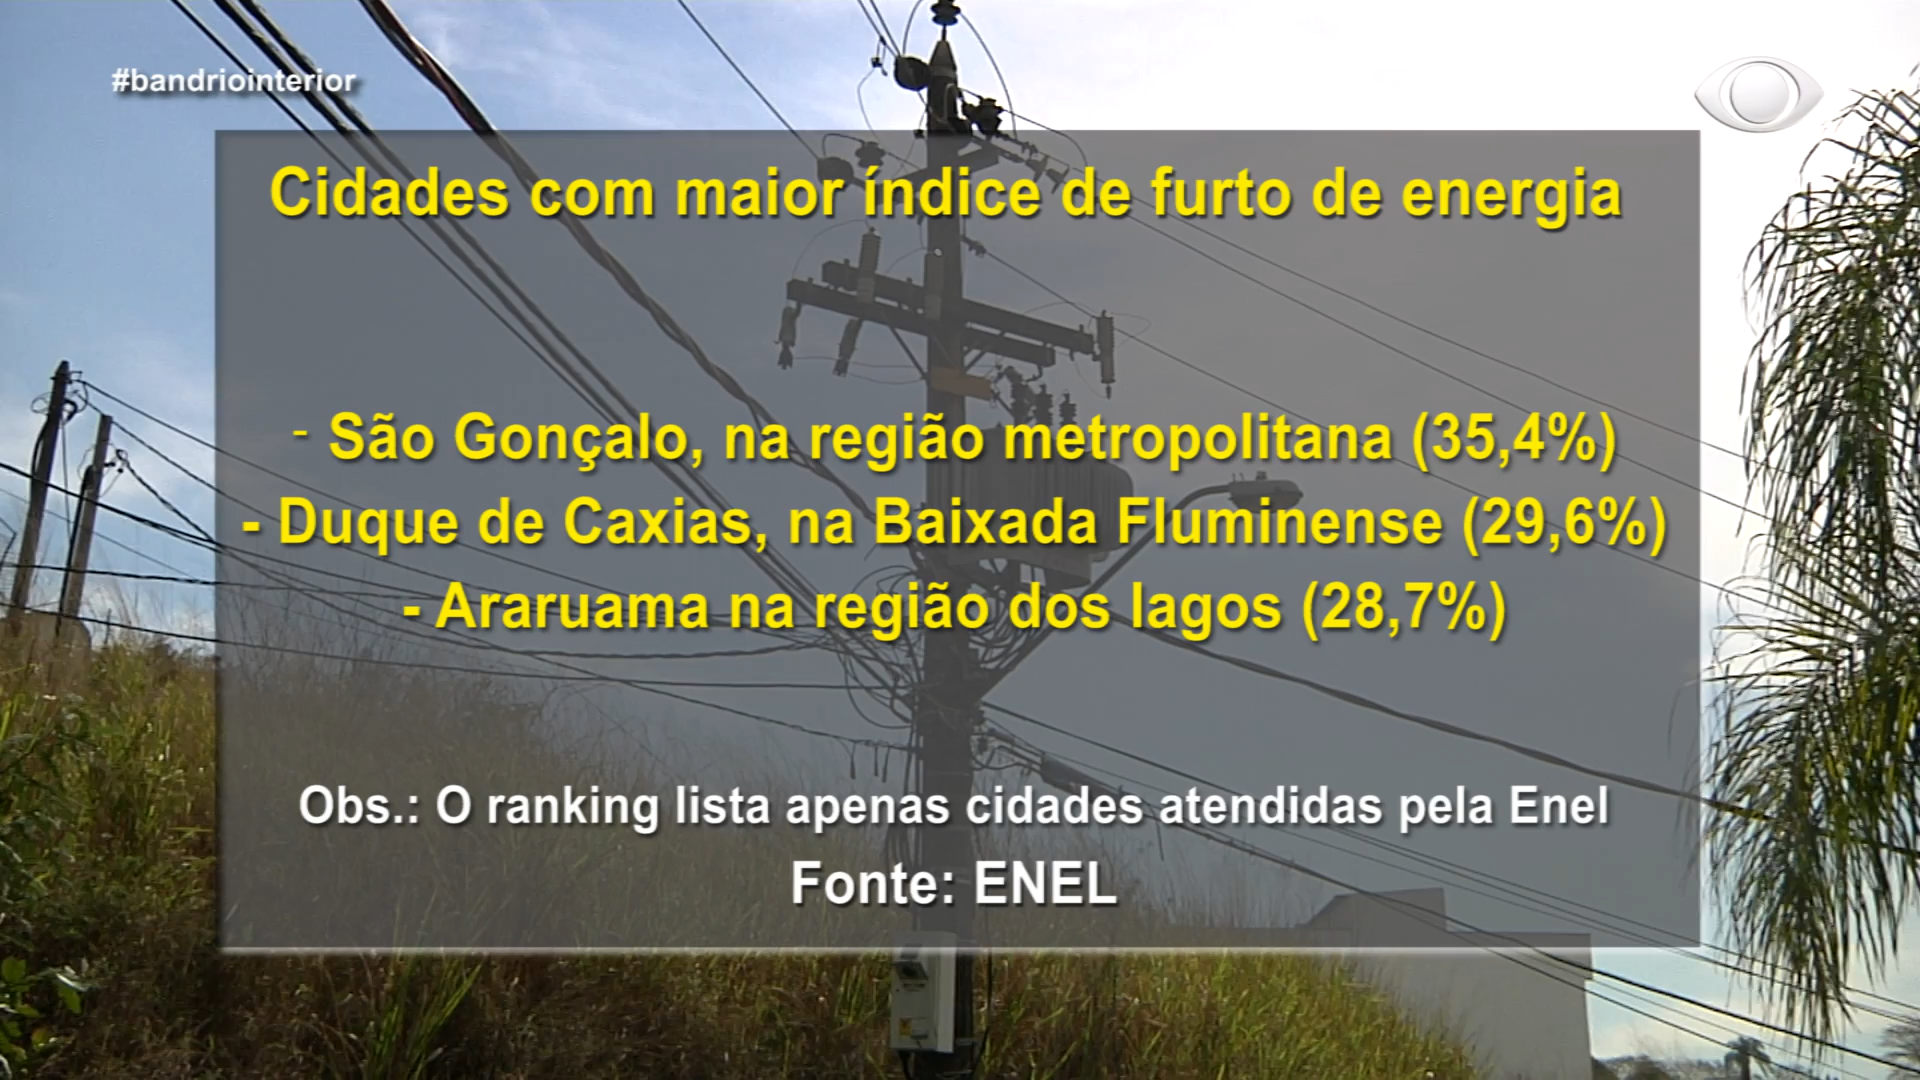 #bandriointerior
Cidades com maior índice de furto de energia
- São Gonçalo, na região metropolitana (35,4%)
- Duque de Caxias, na Baixada Fluminense (29,6%)
- Araruama na região dos lagos (28,7%)
Obs.: O ranking lista apenas cidades atendidas pela Enel
Fonte: ENEL